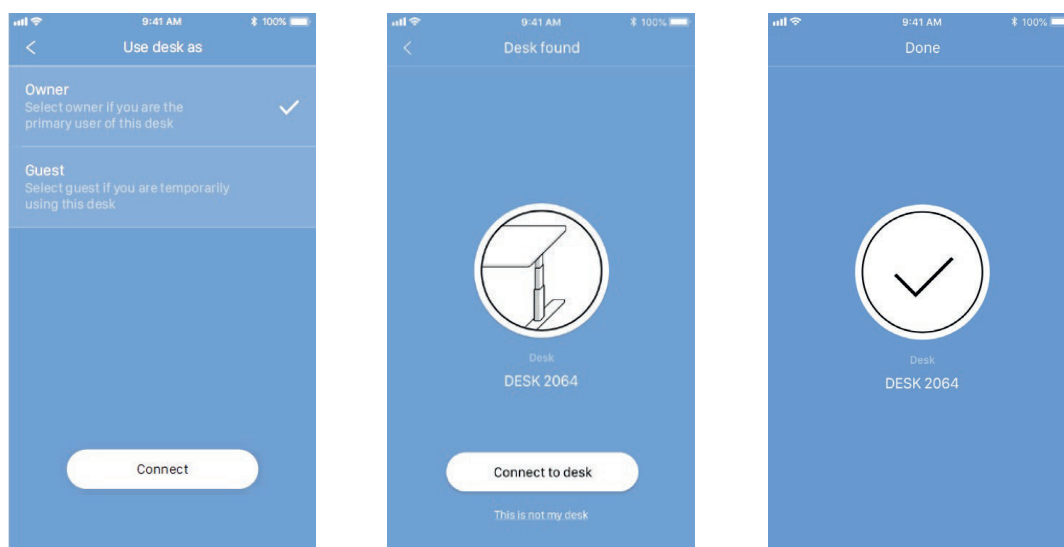 9:41 AM
100%
Use desk as
Owner
Select owner if you are the
primary user of this desk
Guest
Select guest if you are temporarily
using this desk
Connect
9:41 AM
100%
Desk found
Desk
DESK 2064
Connect to desk
This is not my desk
9:41 AM
100%
Done
Desk
DESK 2064